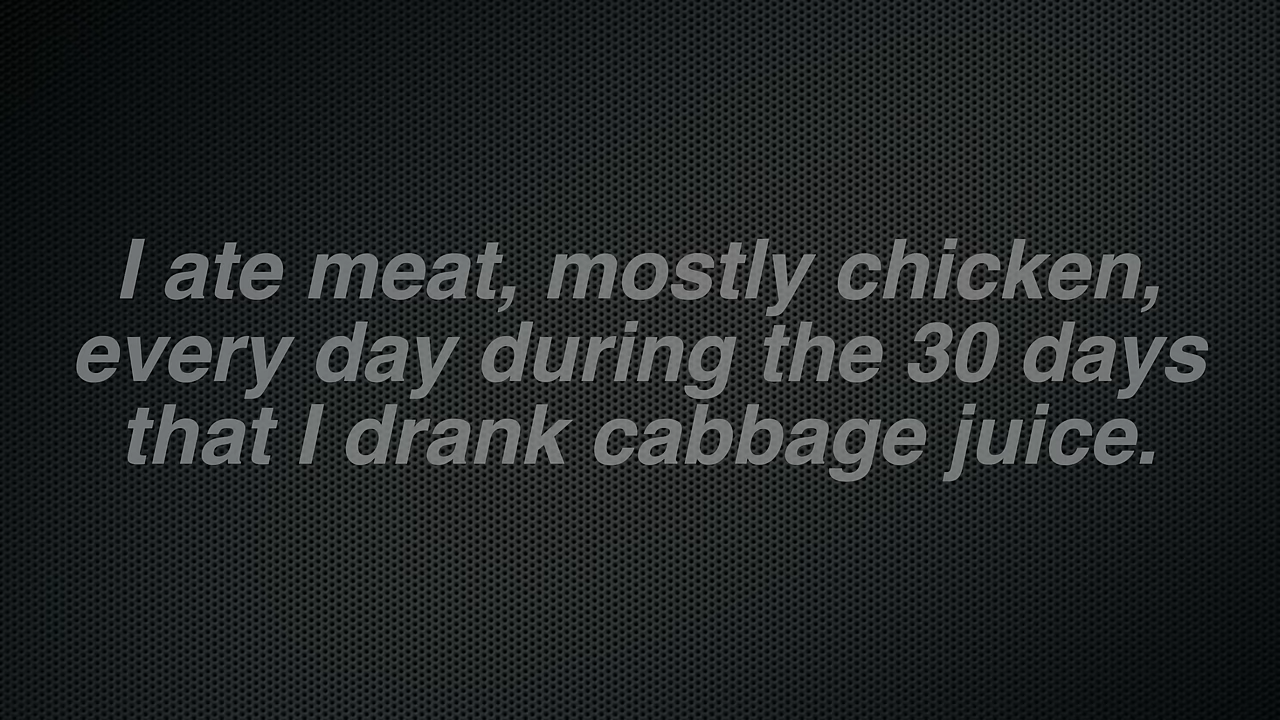 I ate meat, mostly chicken,
every day during the 30 days
that I drank cabbage juice.